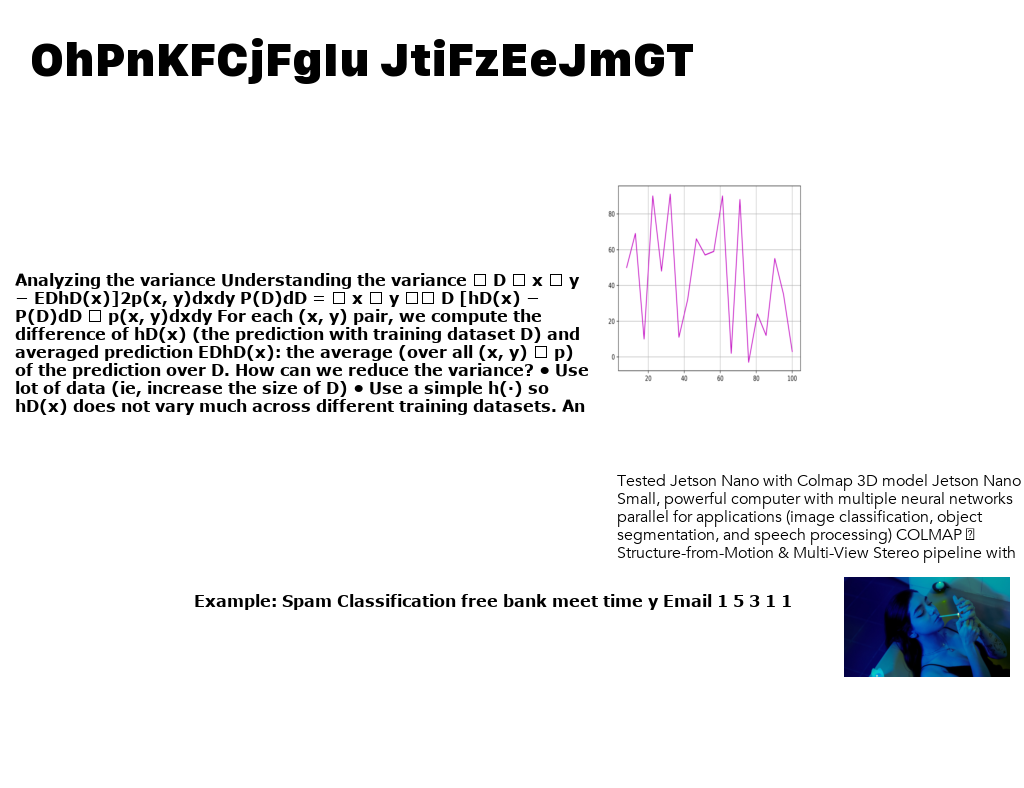 OhPnKFCjFgIu JtiFzEeJmGT
Analyzing the variance Understanding the variance □ D □ x □ y
− EDhD(x)]2p(x, y)dxdy P(D)dD = □ x □ y □□ D [hD(x) −
P(D)dD □ p(x, y)dxdy For each (x, y) pair, we compute the
difference of hD(x) (the prediction with training dataset D) and
averaged prediction EDhD(x): the average (over all (x, y) □ p)
of the prediction over D. How can we reduce the variance? • Use
lot of data (ie, increase the size of D) • Use a simple h(·) so
hD(x) does not vary much across different training datasets. An
80
60
40
20
0
20 40 60 80 100
Tested Jetson Nano with Colmap 3D model Jetson Nano
Small, powerful computer with multiple neural networks
parallel for applications (image classification, object
segmentation, and speech processing) COLMAP □
Structure-from-Motion & Multi-View Stereo pipeline with
Example: Spam Classification free bank meet time y Email 1 5 3 1 1